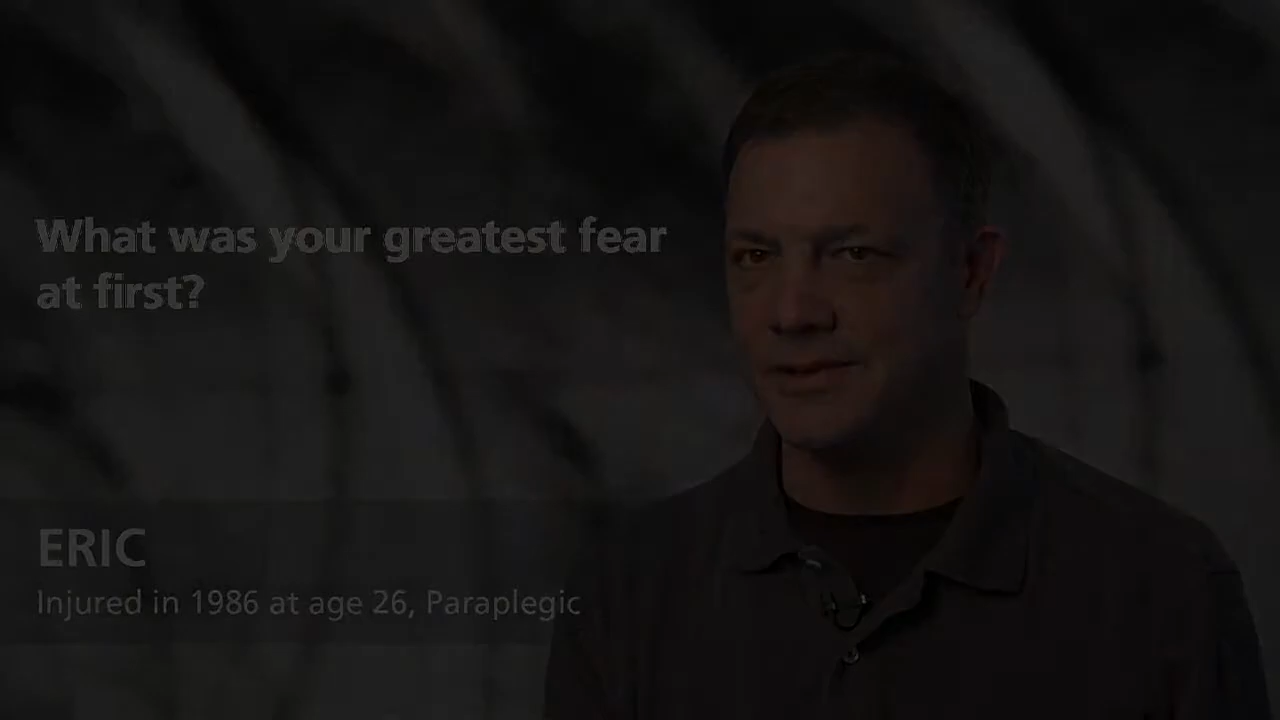 What was your greatest fear
at first?
ERIC
Injured in 1986 at age 26, Paraplegic